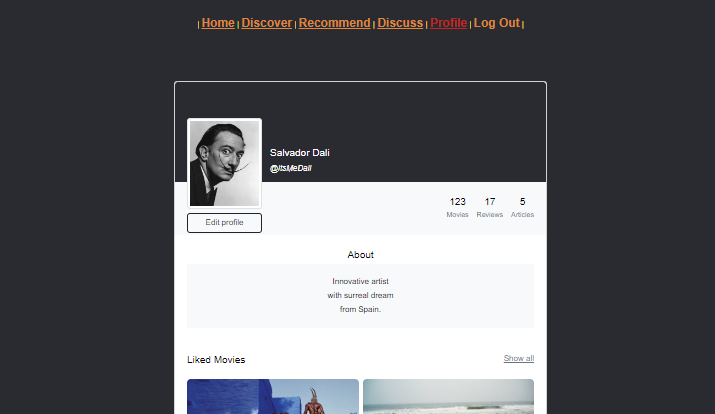 | Home | Discover | Recommend | Discuss | Profile | Log Out |
Salvador Dali
@ItsMeDali
Edit profile
123 17 5
Movies Reviews Articles
About
Innovative artist
with surreal dream
from Spain.
Liked Movies Show all